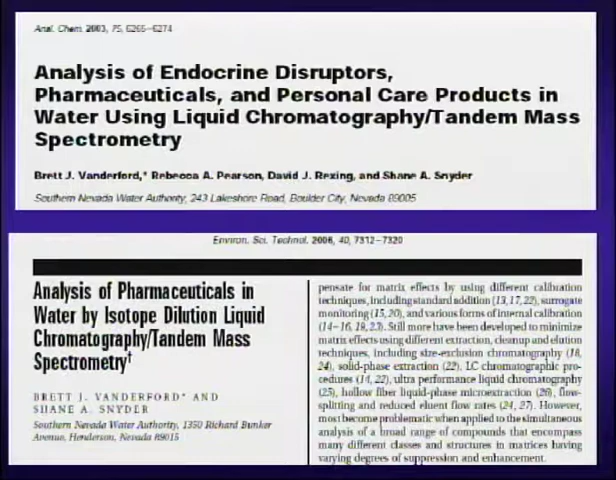 Anal. Chem. 2003, 75, 6265–6274
Analysis of Endocrine Disruptors,
Pharmaceuticals, and Personal Care Products in
Water Using Liquid Chromatography/Tandem Mass
Spectrometry
Brett J. Vanderford,* Rebecca A. Pearson, David J. Rexing, and Shane A. Snyder
Southern Nevada Water Authority, 243 Lakeshore Road, Boulder City, Nevada 89005
Environ. Sci. Technol. 2006, 40, 7312–7320
Analysis of Pharmaceuticals in
Water by Isotope Dilution Liquid
Chromatography/Tandem Mass
Spectrometry†
BRETT J. VANDERFORD* AND
SHANE A. SNYDER
Southern Nevada Water Authority, 1350 Richard Bunker
Avenue, Henderson, Nevada 89015
pensate for matrix effects by using different calibration
techniques, including standard addition (13, 17, 22), surrogate
monitoring (15, 20), and various forms of internal calibration
(14–16, 18, 23). Still more have been developed to minimize
matrix effects using different extraction, cleanup and elution
techniques, including size-exclusion chromatography (18,
24), solid-phase extraction (22), LC chromatographic pro-
cedures (14, 22), ultra performance liquid chromatography
(25), hollow fiber liquid-phase microextraction (26), flow-
splitting and reduced eluent flow rates (24, 27). However,
most become problematic when applied to the simultaneous
analysis of a broad range of compounds that encompass
many different classes and structures in matrices having
varying degrees of suppression and enhancement.